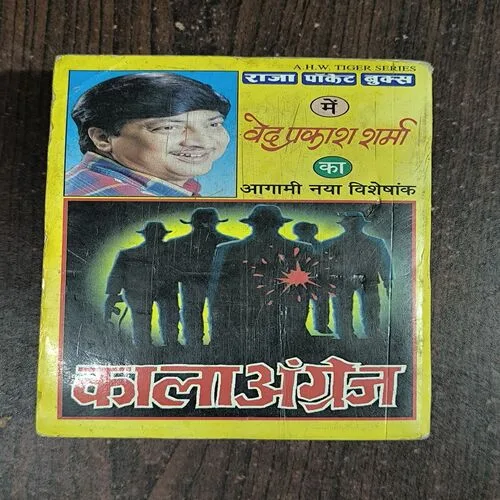 A.H.W. TIGER SERIES
राजा पॉकेट बुक्स
में
वेद प्रकाश शर्मा
का
आगामी नया विशेषांक
काला अंग्रेज